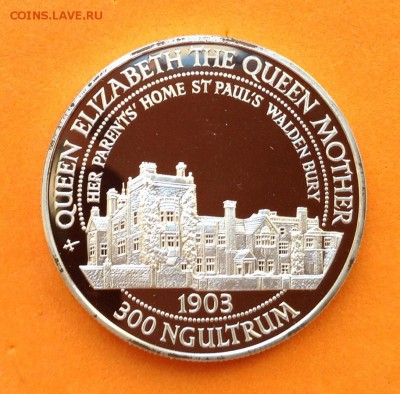 COINS.LAVE.RU
QUEEN ELIZABETH THE QUEEN MOTHER
HER PARENTS' HOME ST PAUL'S WALDEN BURY
1903
300 NGULTRUM